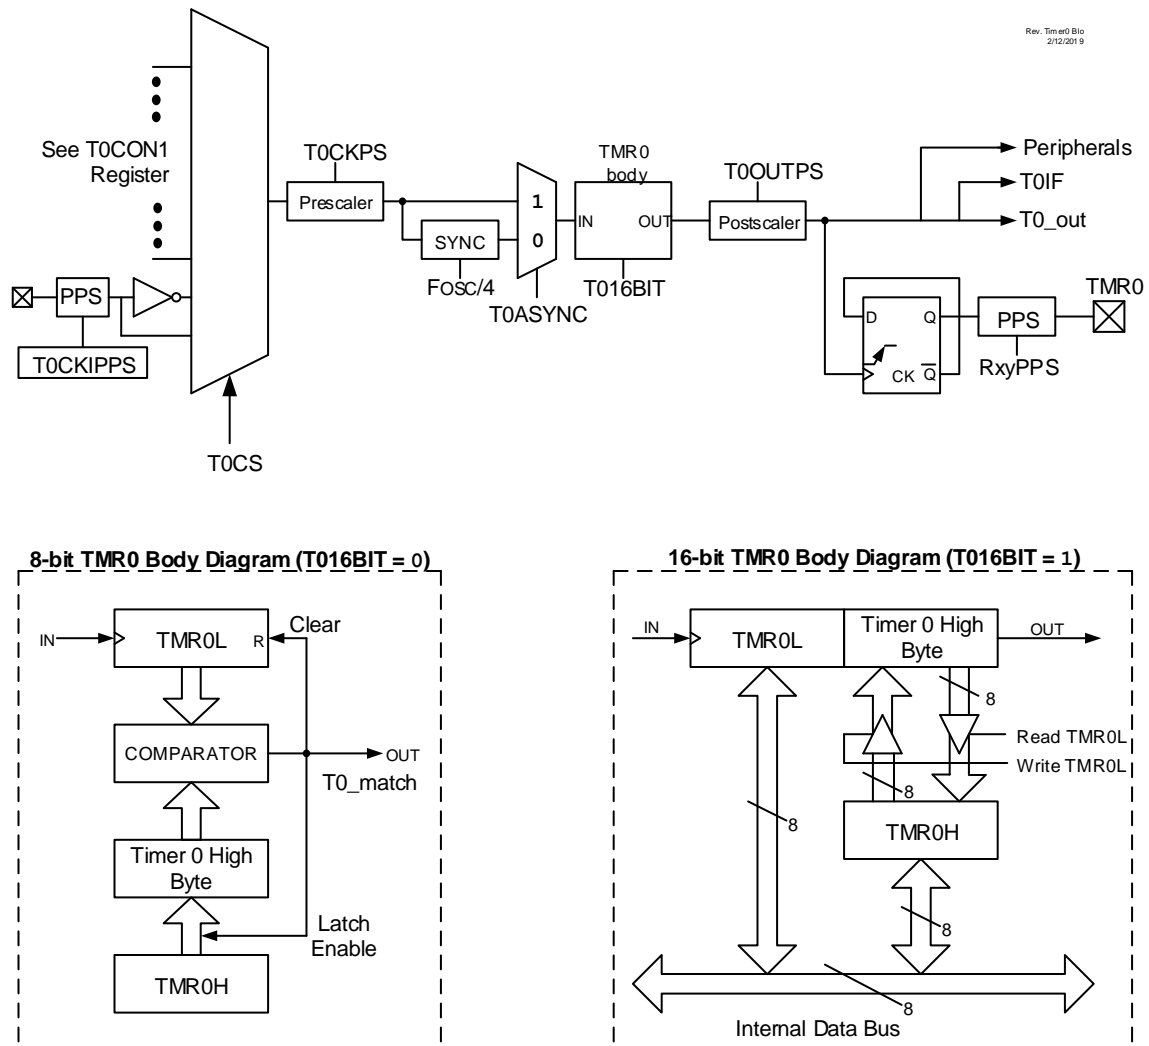 Rev. Timer0 Blo
2/12/2019
See T0CON1
Register
T0CKPS
Prescaler
SYNC
FOSC/4
1
0
T0ASYNC
TMR0
body
IN
OUT
T016BIT
T0OUTPS
Postscaler
Peripherals
T0IF
T0_out
PPS
T0CKIPPS
T0CS
D
Q
CK
Q
PPS
RxyPPS
TMR0
8-bit TMR0 Body Diagram (T016BIT = 0)
IN
TMR0L
R
Clear
COMPARATOR
OUT
T0_match
Timer 0 High
Byte
Latch
Enable
TMR0H
16-bit TMR0 Body Diagram (T016BIT = 1)
IN
TMR0L
Timer 0 High
Byte
OUT
8
Read TMR0L
Write TMR0L
8
8
TMR0H
8
8
Internal Data Bus